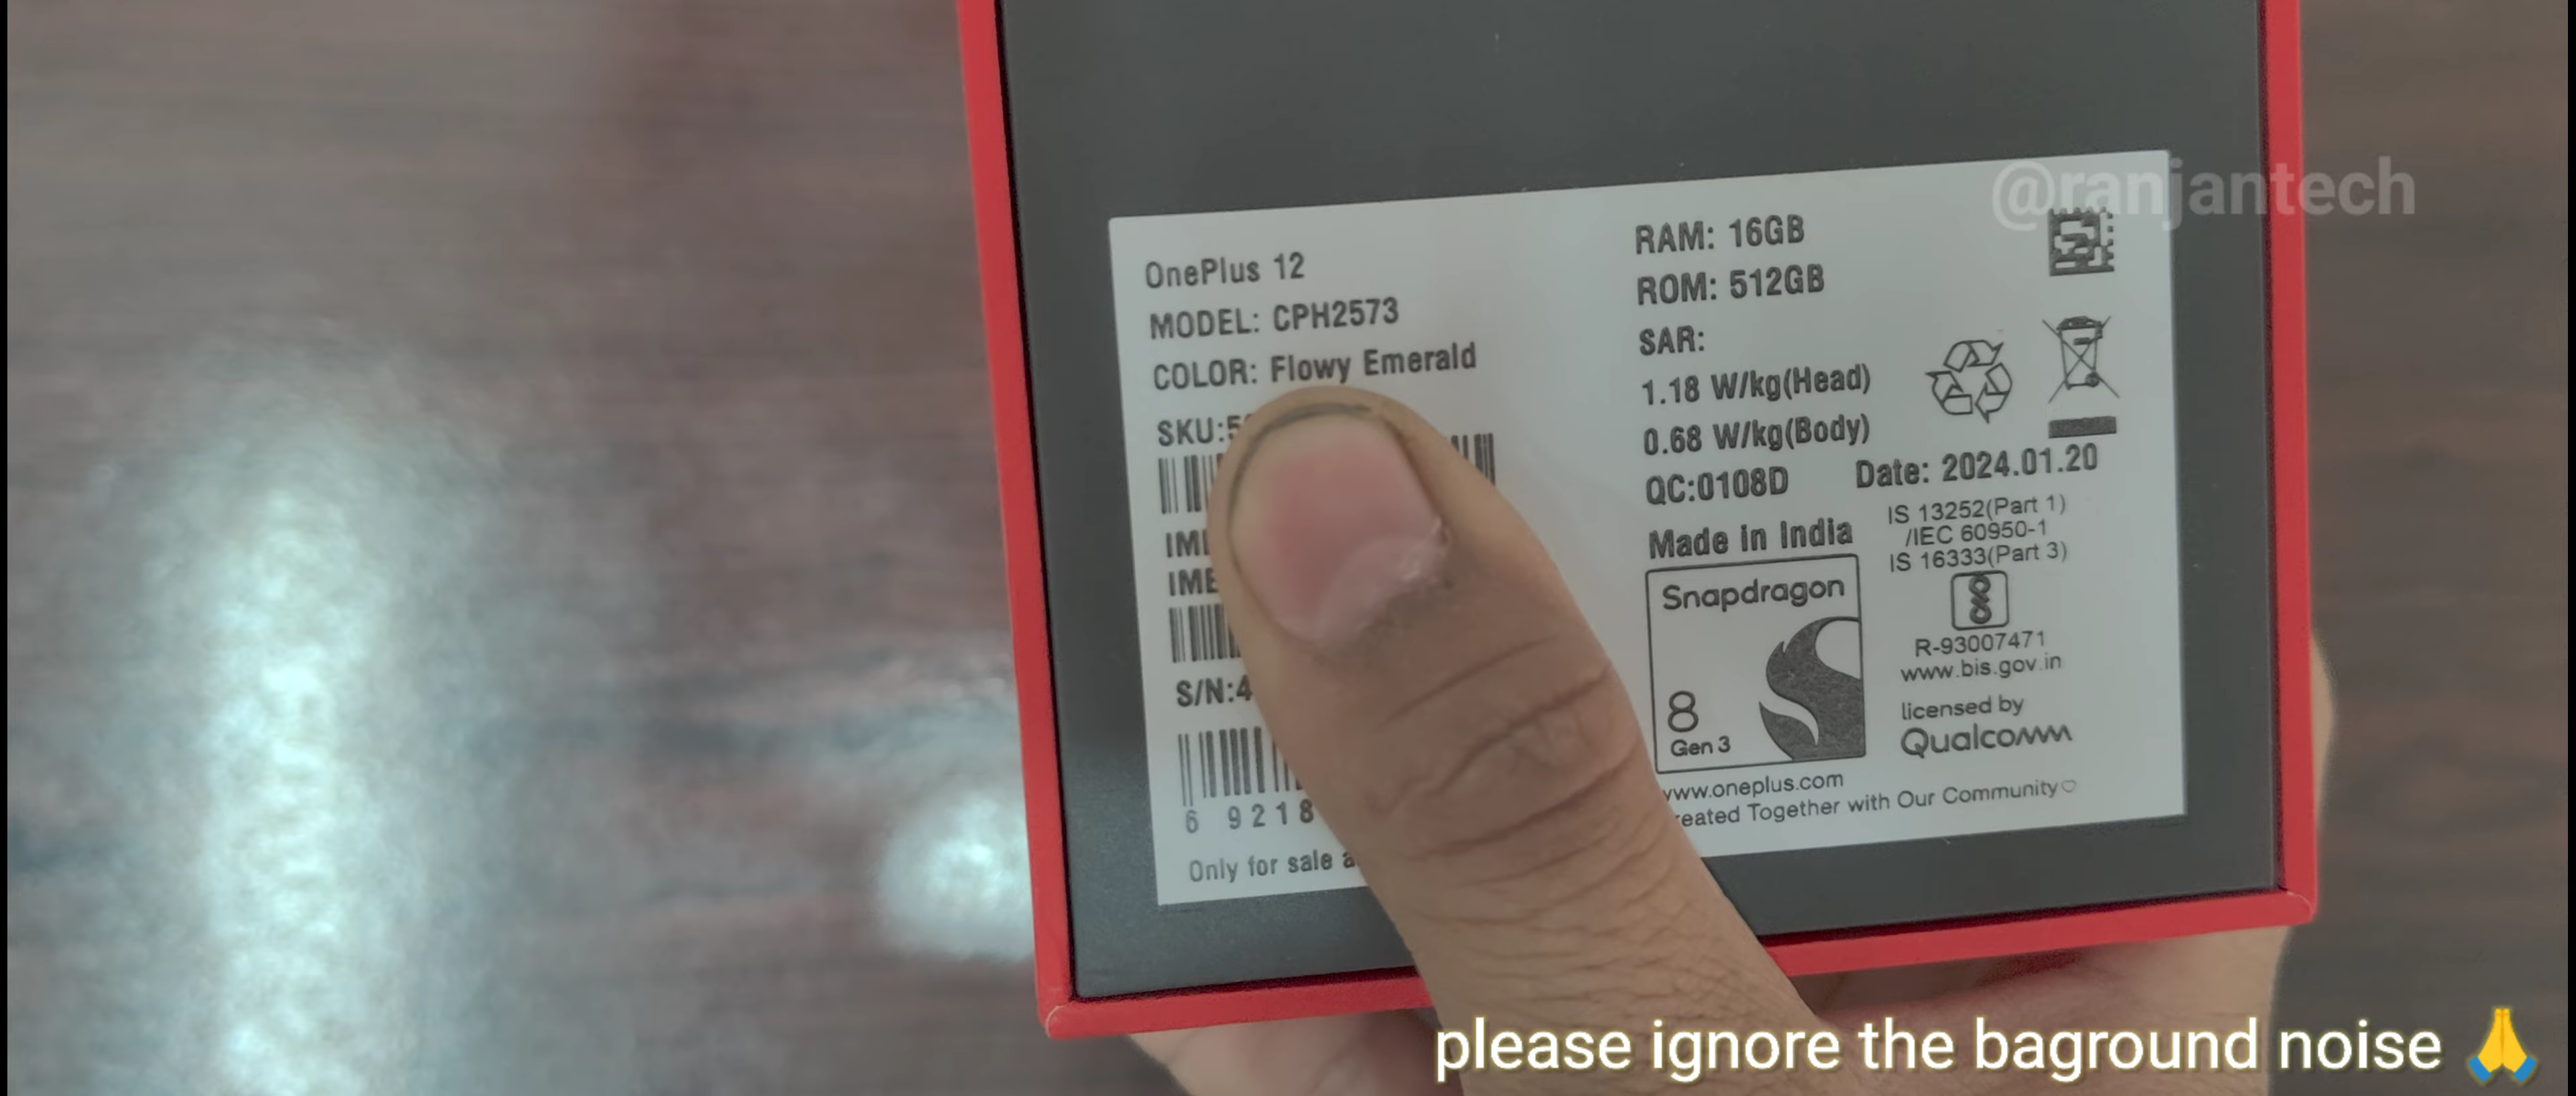 @ranjantech
OnePlus 12
MODEL: CPH2573
COLOR: Flowy Emerald
SKU:5
S/N:4
6 9218
Only for sale
RAM: 16GB
ROM: 512GB
SAR:
1.18 W/kg(Head)
0.68 W/kg(Body)
QC:0108D
Date: 2024.01.20
Made in India
IS 13252(Part 1)
/IEC 60950-1
IS 16333(Part 3)
R-93007471
www.bis.gov.in
Snapdragon
8
Gen 3
licensed by
Qualcomm
www.oneplus.com
Together with Our Community♡
please ignore the baground noise 🙏